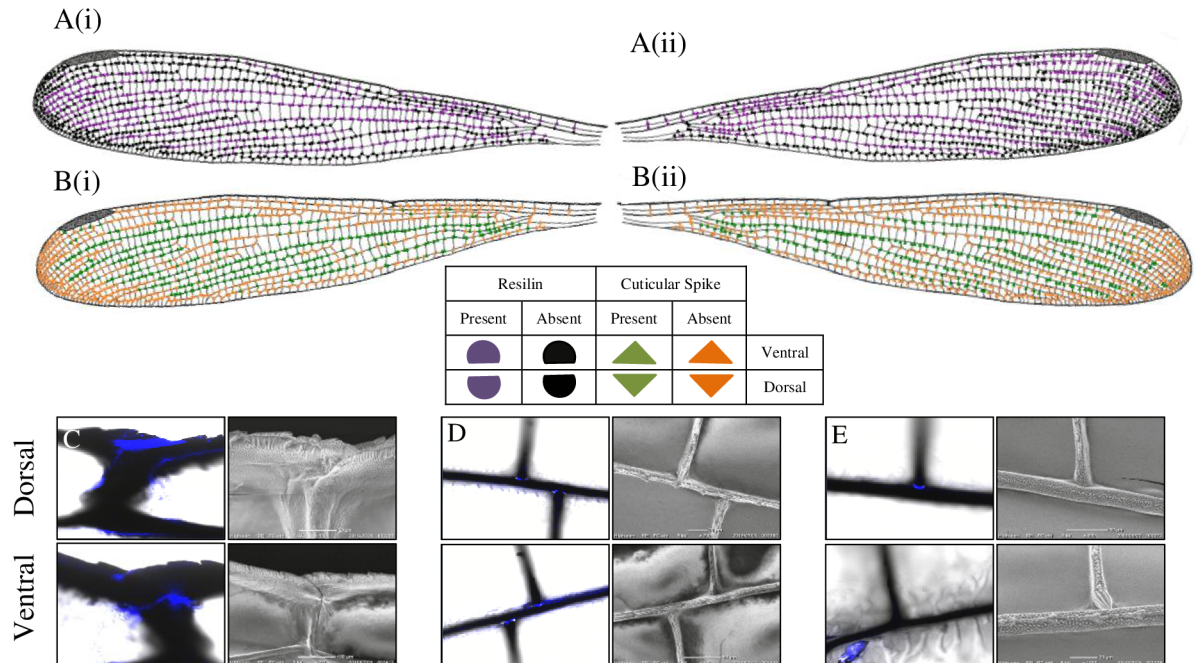 A(i)
A(ii)
B(i)
B(ii)
Resilin Cuticular Spike
Present Absent Present Absent
Ventral
Dorsal
Dorsal
C
D
E
Ventral